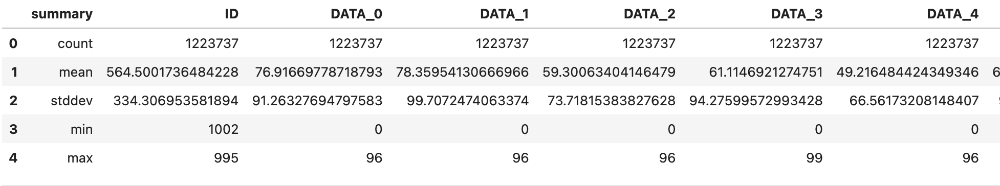 summary ID DATA_0 DATA_1 DATA_2 DATA_3 DATA_4
0 count 1223737 1223737 1223737 1223737 1223737 1223737
1 mean 564.5001736484228 76.91669778718793 78.35954130666966 59.30063404146479 61.1146921274751 49.216484424349346 6
2 stddev 334.306953581894 91.26327694797583 99.7072474063374 73.71815383827628 94.27599572993428 66.56173208148407
3 min 1002 0 0 0 0 0
4 max 995 96 96 96 99 96